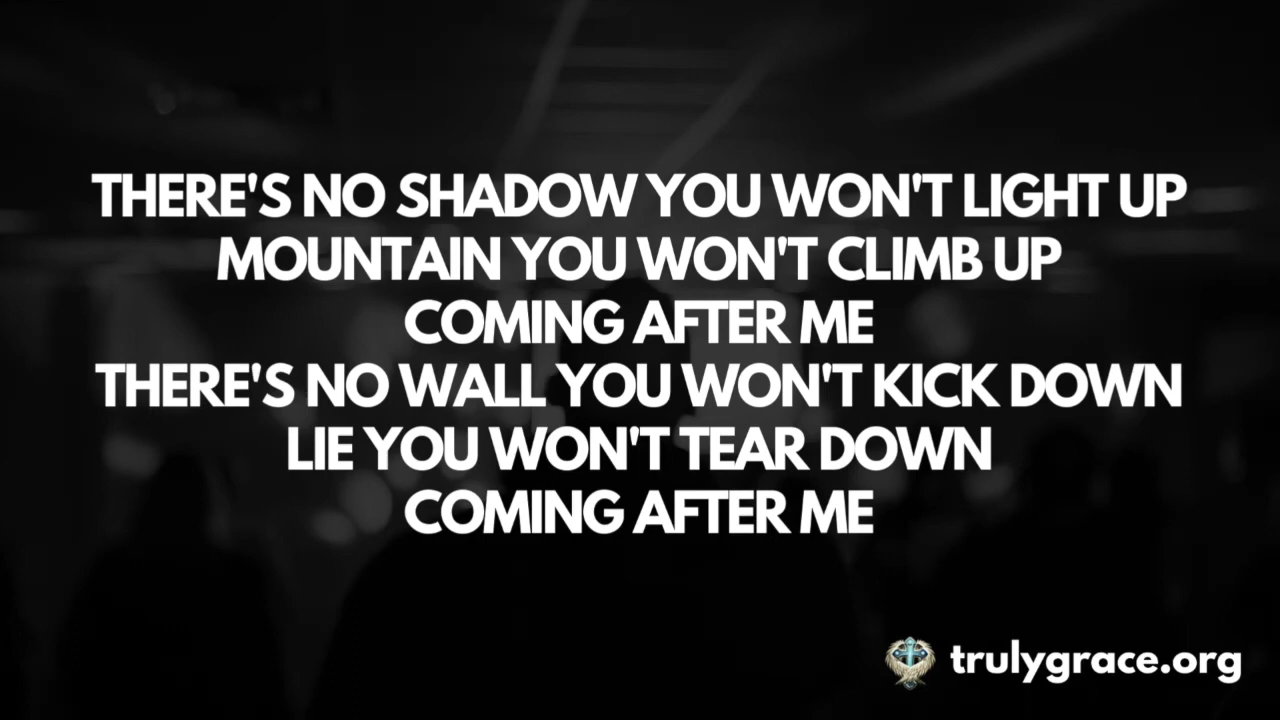 THERE'S NO SHADOW YOU WON'T LIGHT UP
MOUNTAIN YOU WON'T CLIMB UP
COMING AFTER ME
THERE'S NO WALL YOU WON'T KICK DOWN
LIE YOU WON'T TEAR DOWN
COMING AFTER ME
trulygrace.org